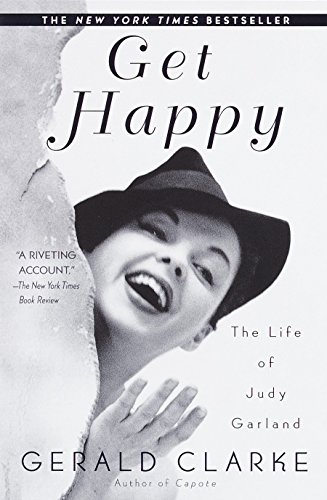 THE NEW YORK TIMES BESTSELLER
Get
Happy
"A RIVETING
ACCOUNT."
—The New York Times
Book Review
The Life
of
Judy
Garland
GERALD CLARKE
Author of Capote